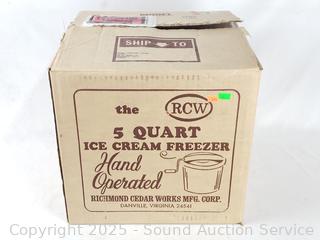 SHIP TO
the RCW
5 QUART
ICE CREAM FREEZER
Hand
Operated
RICHMOND CEDAR WORKS MFG. CORP.
DANVILLE, VIRGINIA 24541
Copyright 2025 - Sound Auction Service